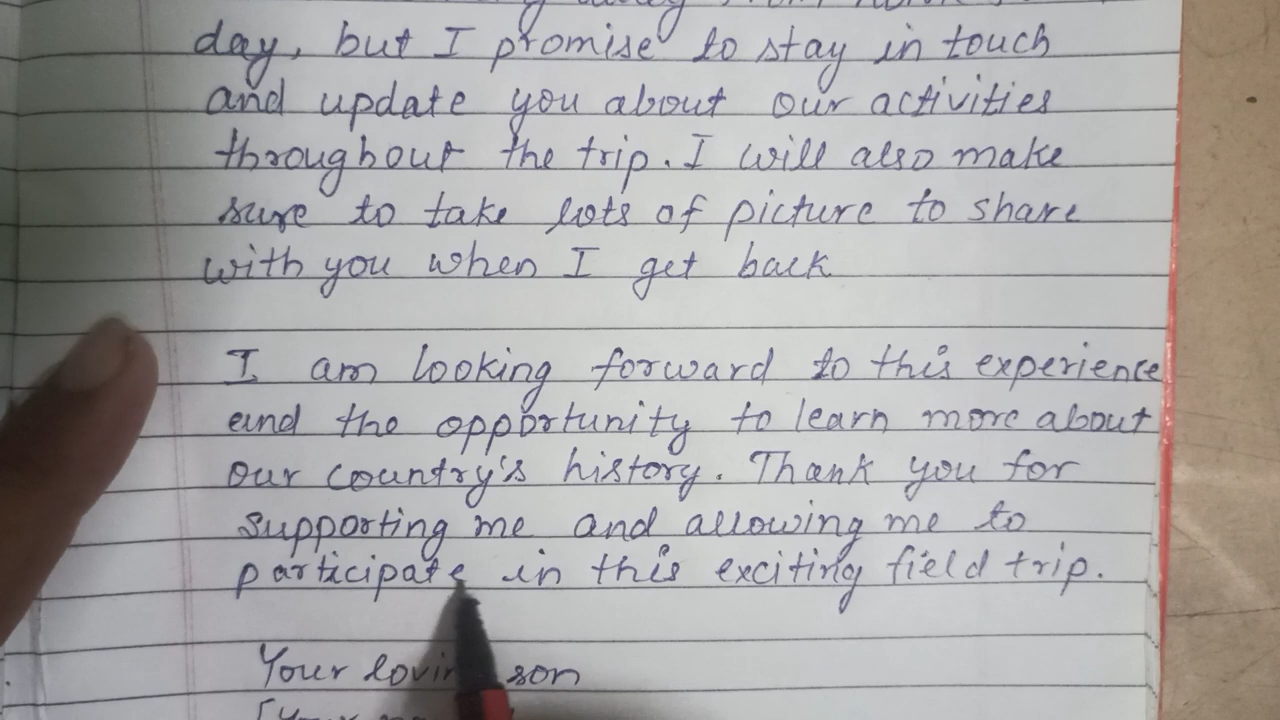 day, but I promise to stay in touch
and update you about our activities
throughout the trip. I will also make
sure to take lots of picture to share
with you when I get back
I am looking forward to this experience
and the opportunity to learn more about
our country's history. Thank you for
supporting me and allowing me to
participate in this exciting field trip.
Your son